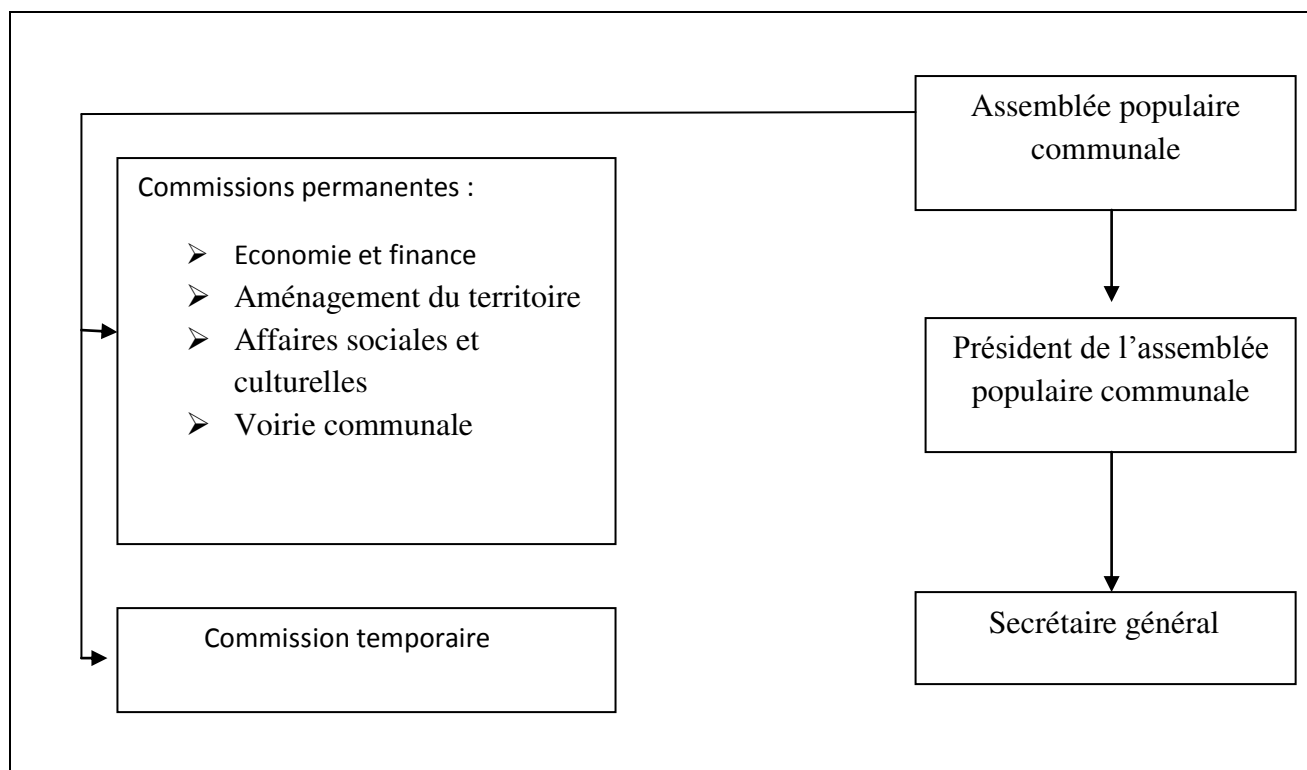 Assemblée populaire
communale
Commissions permanentes :
➢ Economie et finance
➢ Aménagement du territoire
➢ Affaires sociales et
culturelles
➢ Voirie communale
Président de l’assemblée
populaire communale
Commission temporaire
Secrétaire général